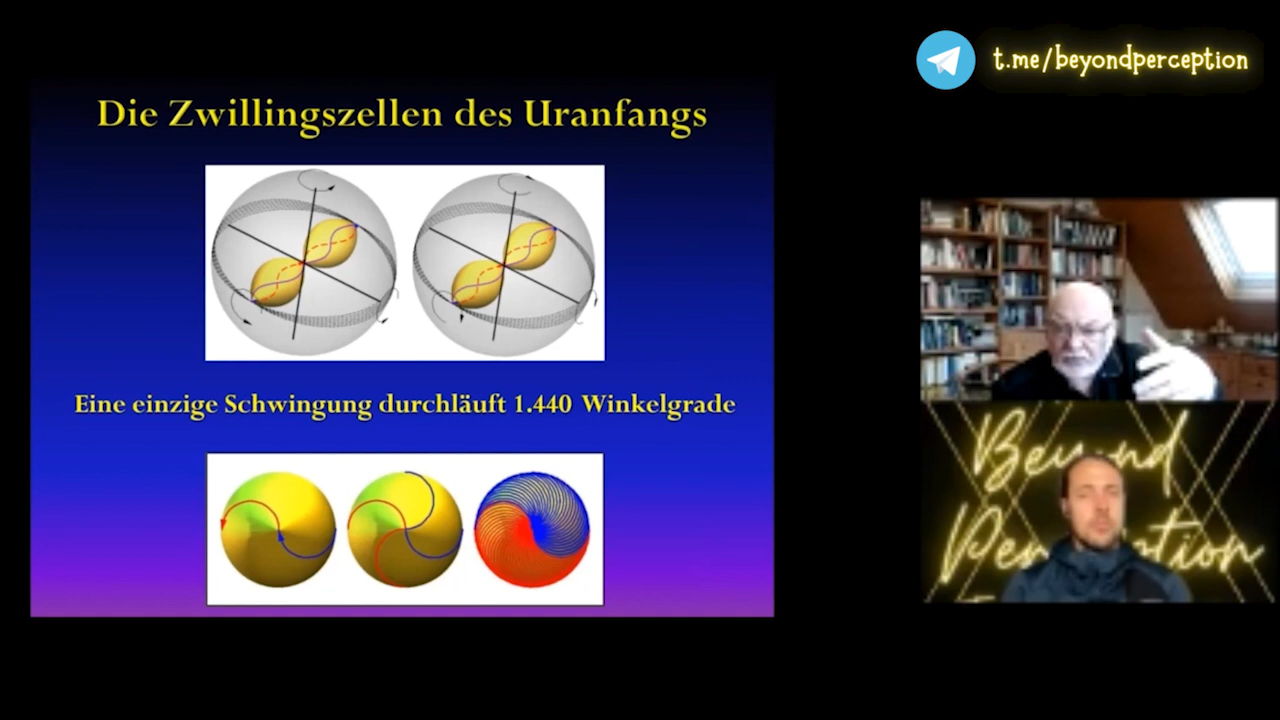 t.me/beyondperception
Die Zwillingszellen des Uranfangs
Eine einzige Schwingung durchläuft 1.440 Winkelgrade
Beyond
Perception